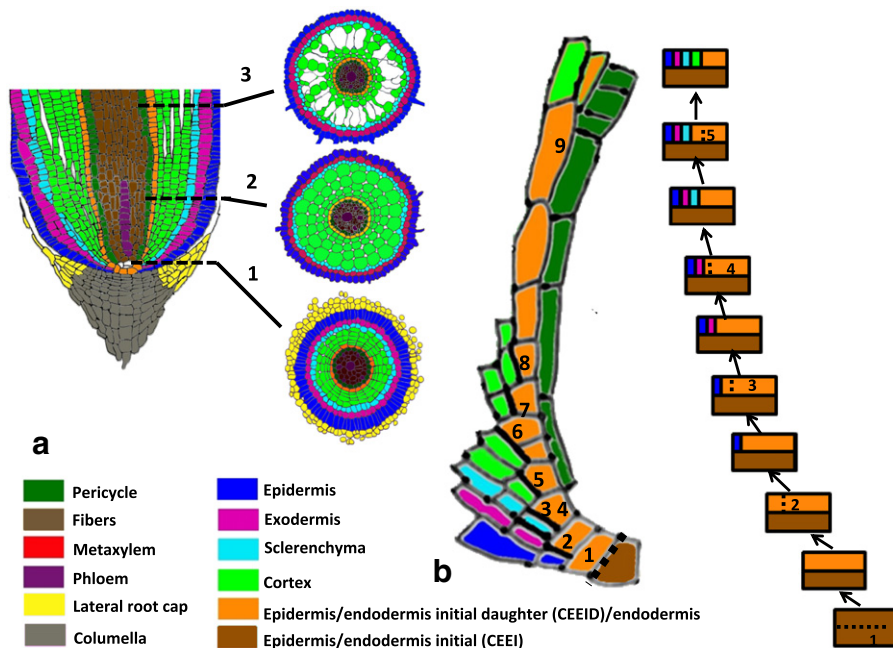 3
2
1
a
Pericycle
Fibers
Metaxylem
Phloem
Lateral root cap
Columella
Epidermis
Exodermis
Sclerenchyma
Cortex
Epidermis/endodermis initial daughter (CEEID)/endodermis
Epidermis/endodermis initial (CEEI)
b
9
8
7
6
5
3 4
2
1
5
4
3
2
1